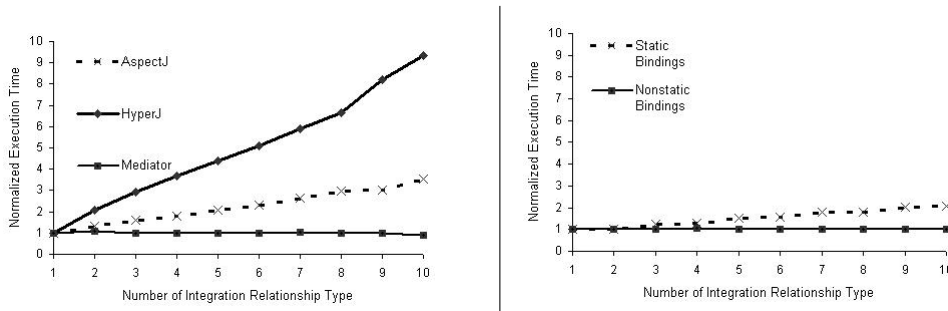 Normalized Execution Time
10
9
8
7
6
5
4
3
2
1
0
AspectJ
HyperJ
Mediator
1 2 3 4 5 6 7 8 9 10
Number of Integration Relationship Type
Normalized Execution Time
10
9
8
7
6
5
4
3
2
1
0
Static
Bindings
Nonstatic
Bindings
1 2 3 4 5 6 7 8 9 10
Number of Integration Relationship Type